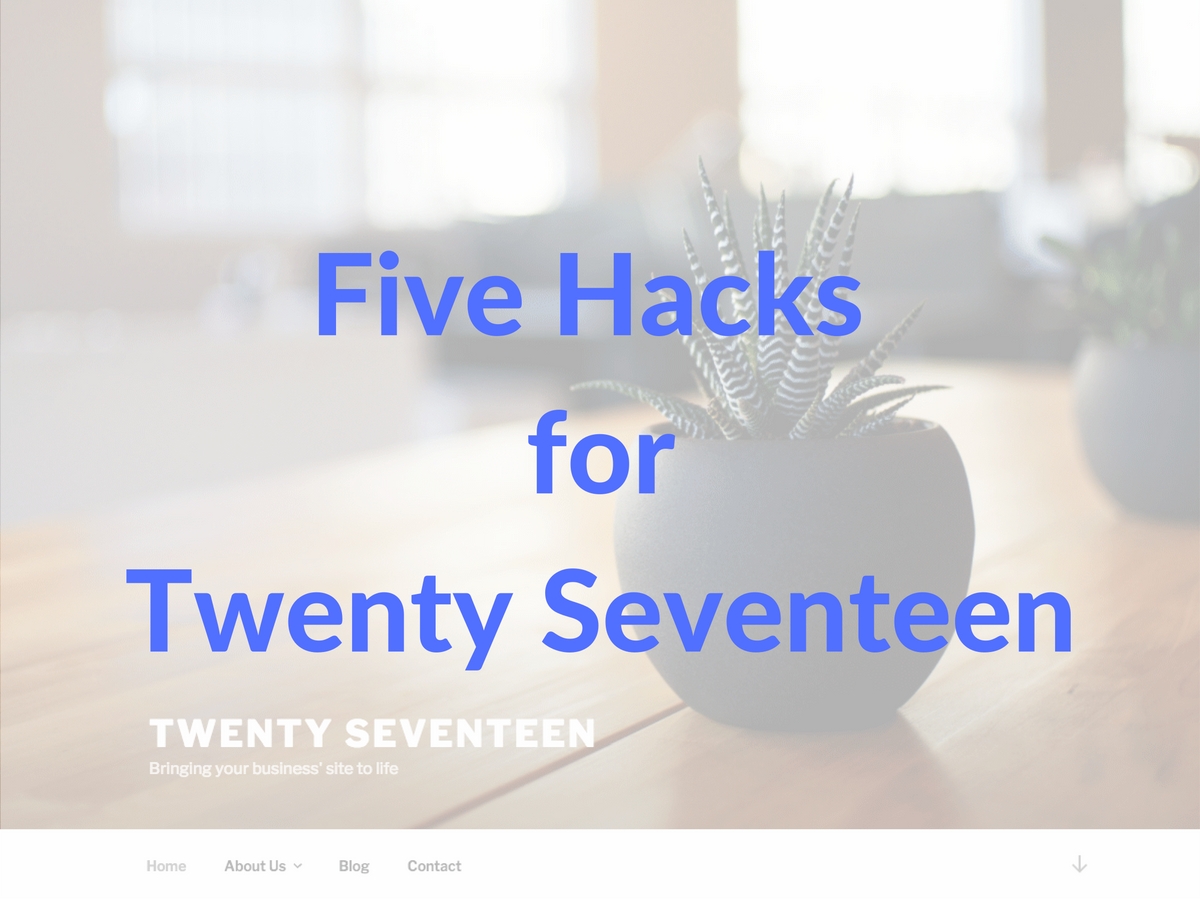 Five Hacks
for
Twenty Seventeen
TWENTY SEVENTEEN
Bringing your business' site to life
Home About Us Blog Contact